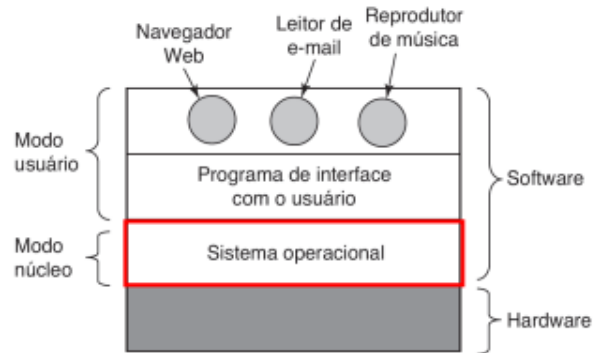 Navegador
Web
Leitor de
e-mail
Reprodutor
de música
Modo
usuário
Programa de interface
com o usuário
Software
Modo
núcleo
Sistema operacional
Hardware